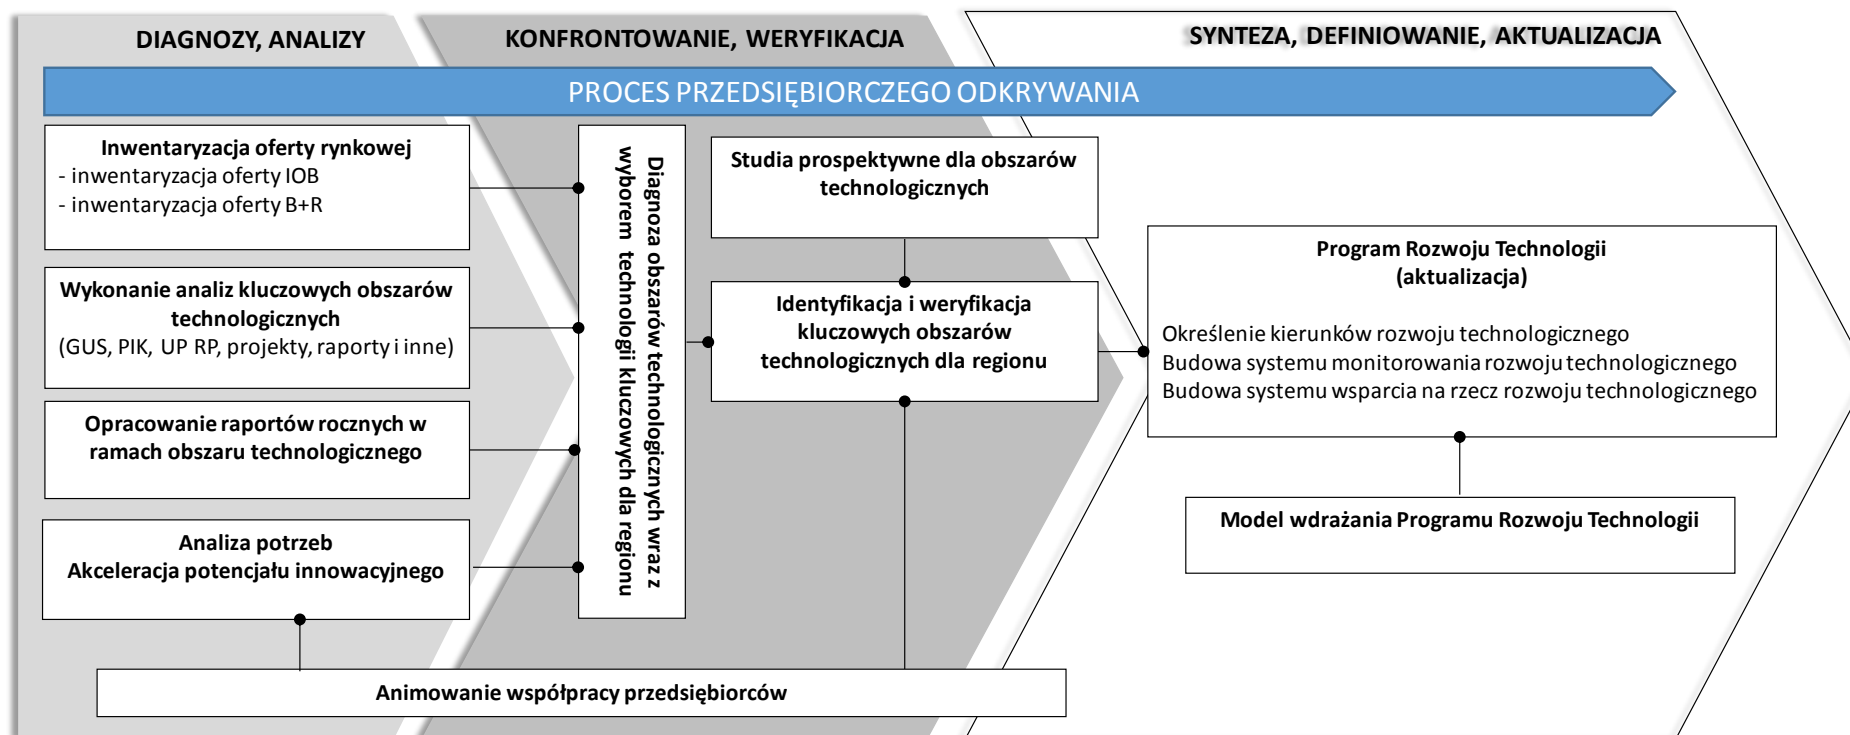 DIAGNOZY, ANALIZY
KONFRONTOWANIE, WERYFIKACJA
SYNTEZA, DEFINIOWANIE, AKTUALIZACJA
PROCES PRZEDSIĘBIORCZEGO ODKRYWANIA
Inwentaryzacja oferty rynkowej
- inwentaryzacja oferty IOB
- inwentaryzacja oferty B+R
Wykonanie analiz kluczowych obszarów
technologicznych
(GUS, PIK, UP RP, projekty, raporty i inne)
Opracowanie raportów rocznych w
ramach obszaru technologicznego
Analiza potrzeb
Akceleracja potencjału innowacyjnego
Diagnoza obszarów technologicznych wraz z
wyborem technologii kluczowych dla regionu
Studia prospektywne dla obszarów
technologicznych
Identyfikacja i weryfikacja
kluczowych obszarów
technologicznych dla regionu
Program Rozwoju Technologii
(aktualizacja)
Określenie kierunków rozwoju technologicznego
Budowa systemu monitorowania rozwoju technologicznego
Budowa systemu wsparcia na rzecz rozwoju technologicznego
Model wdrażania Programu Rozwoju Technologii
Animowanie współpracy przedsiębiorców